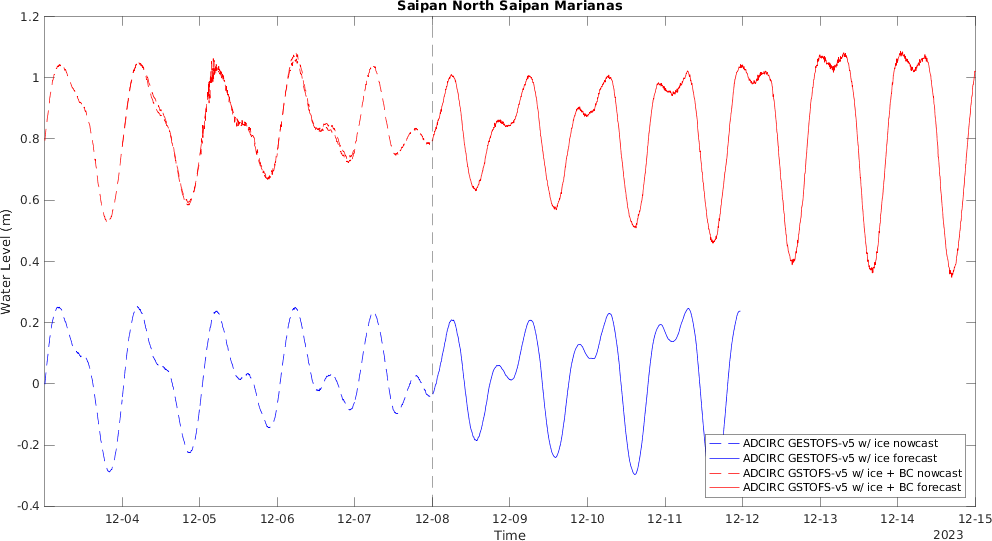 Saipan North Saipan Marianas
1.2
1
0.8
0.6
0.4
0.2
0
-0.2
-0.4
Water Level (m)
ADCIRC GESTOFS-v5 w/ ice nowcast
ADCIRC GESTOFS-v5 w/ ice forecast
ADCIRC GSTOFS-v5 w/ ice + BC nowcast
ADCIRC GSTOFS-v5 w/ ice + BC forecast
12-04 12-05 12-06 12-07 12-08 12-09 12-10 12-11 12-12 12-13 12-14 12-15
Time
2023